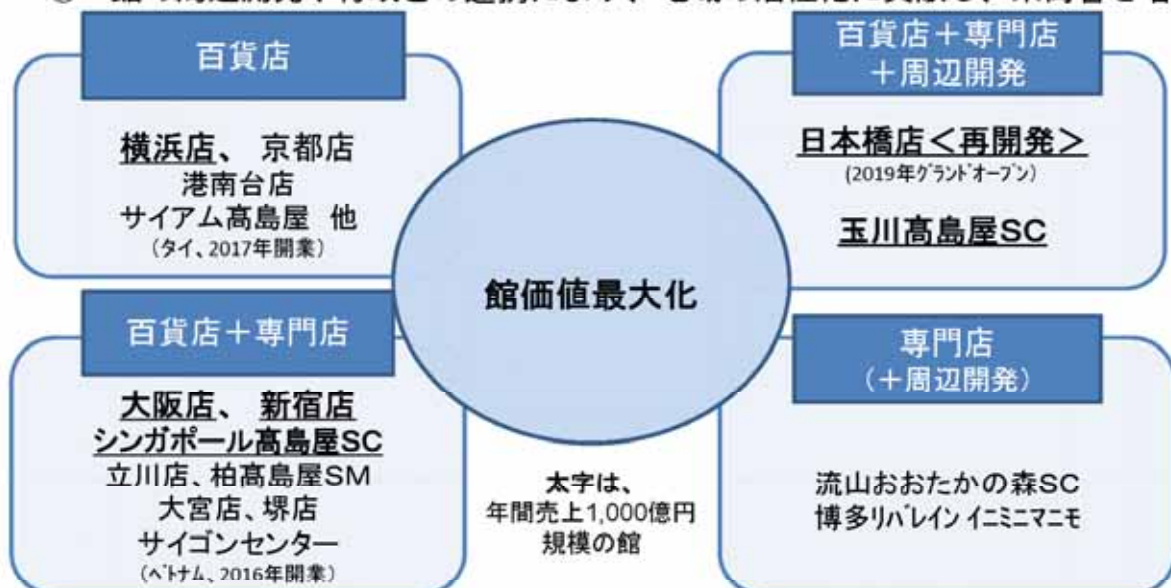 百貨店
横浜店、 京都店
港南台店
サイアム髙島屋 他
(タイ、2017年開業)
百貨店＋専門店
＋周辺開発
日本橋店＜再開発＞
(2019年ｸﾞﾗﾝﾄﾞｵｰﾌﾟﾝ)
玉川髙島屋SC
館価値最大化
百貨店＋専門店
大阪店、 新宿店
シンガポール髙島屋SC
立川店、柏髙島屋SM
大宮店、堺店
サイゴンセンター
(ﾍﾞﾄﾅﾑ、2016年開業)
太字は、
年間売上1,000億円
規模の館
専門店
（＋周辺開発）
流山おおたかの森SC
博多ﾘﾊﾞﾚｲﾝ ｲﾆﾐﾆﾏﾆﾓ